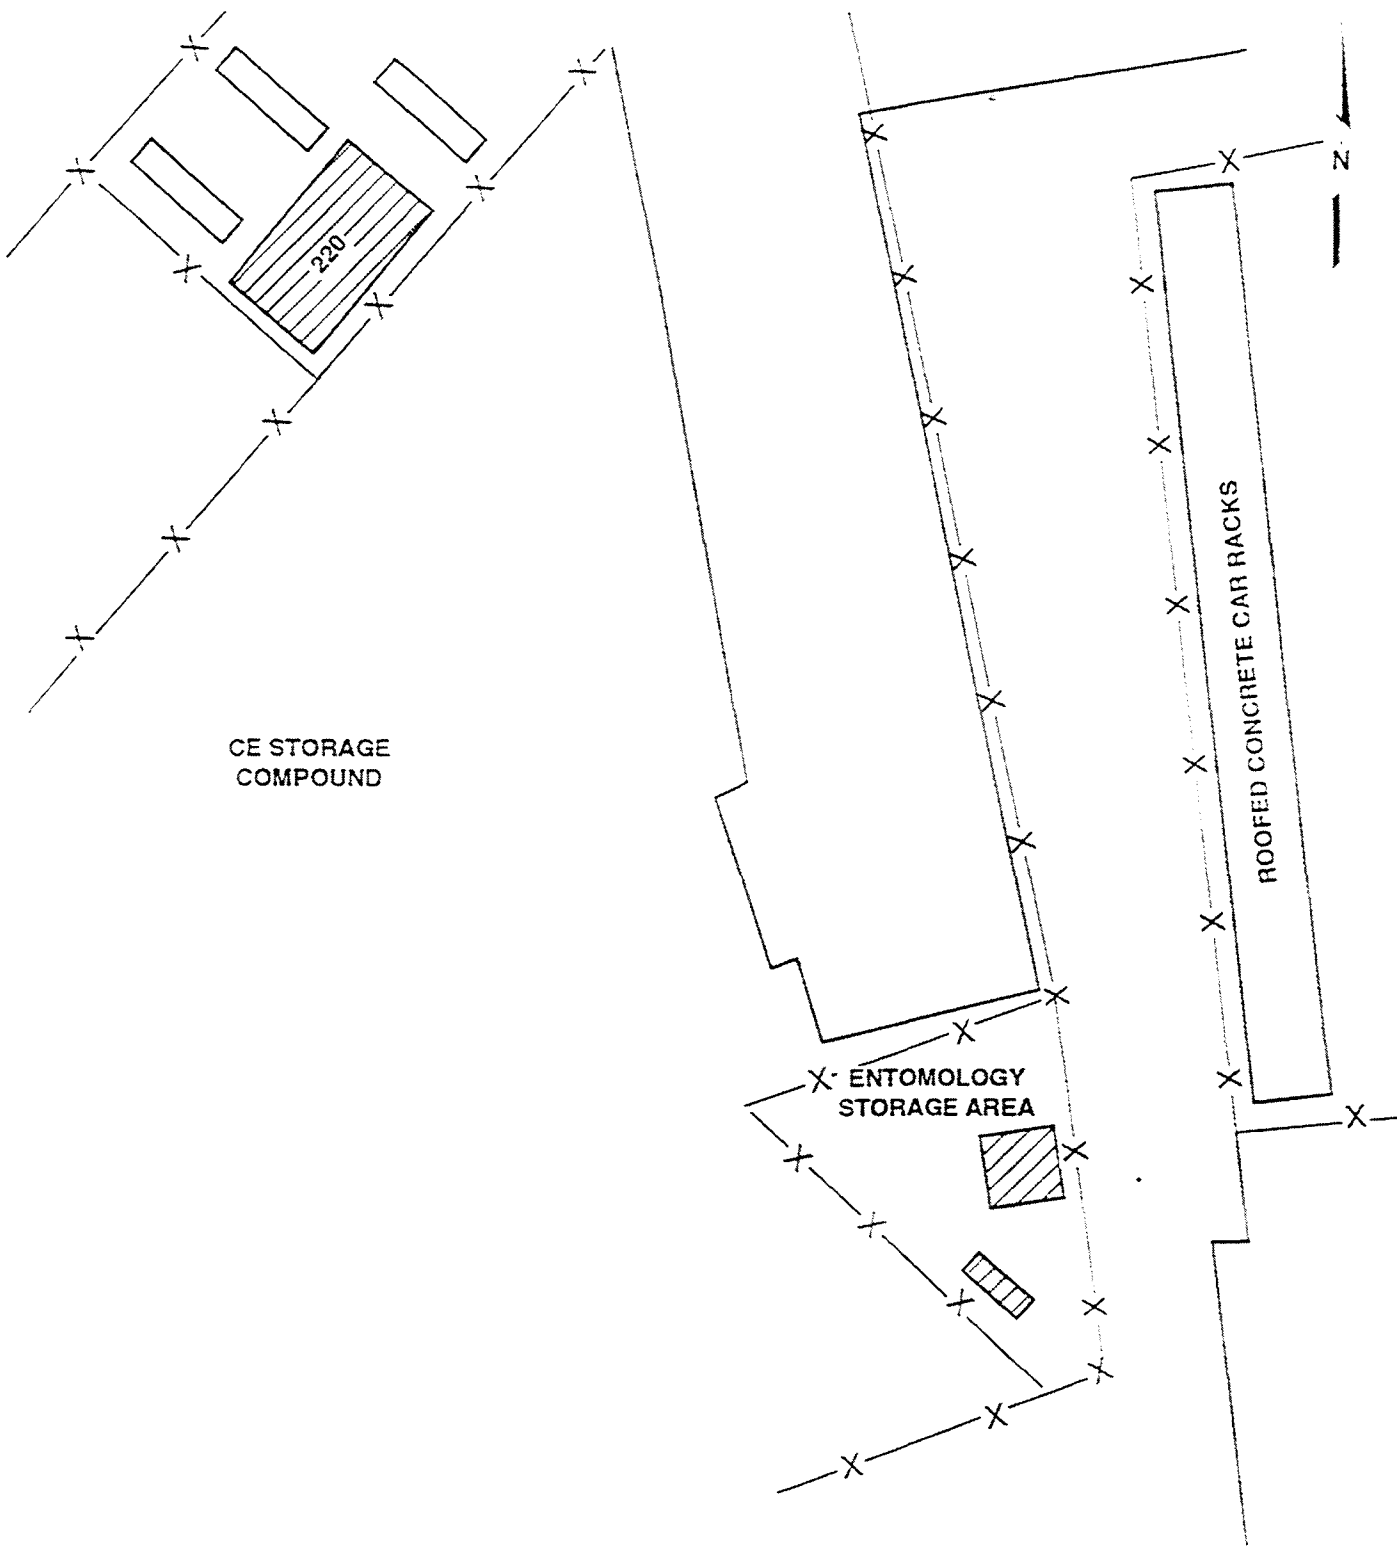 N
220
ROOFED CONCRETE CAR RACKS
CE STORAGE
COMPOUND
ENTOMOLOGY
STORAGE AREA